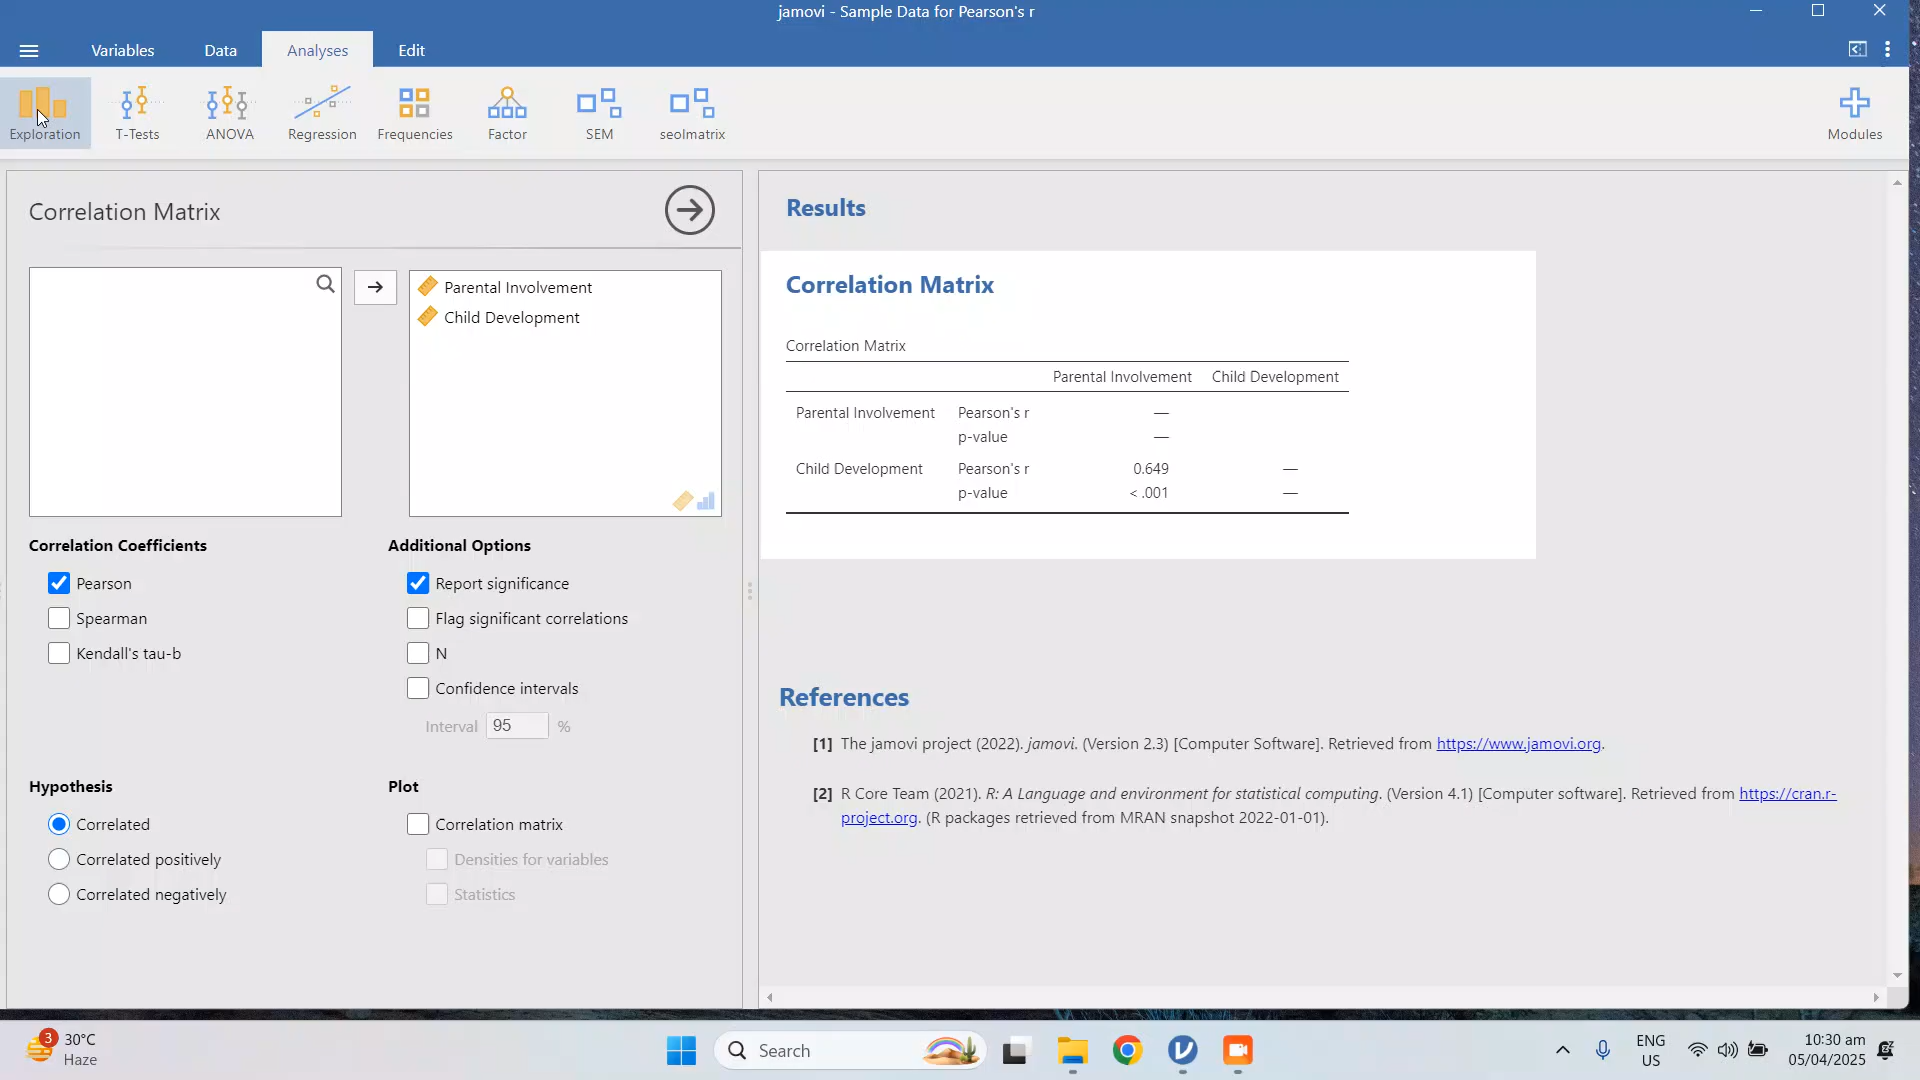 jamovi - Sample Data for Pearson's r
Variables Data Analyses Edit
Exploration T-Tests ANOVA Regression Frequencies Factor SEM seolmatrix Modules
Correlation Matrix
Parental Involvement
Child Development
Correlation Coefficients
Pearson
Spearman
Kendall's tau-b
Additional Options
Report significance
Flag significant correlations
N
Confidence intervals
Interval 95 %
Hypothesis
Correlated
Correlated positively
Correlated negatively
Plot
Correlation matrix
Densities for variables
Statistics
Results
Correlation Matrix
Correlation Matrix
Parental Involvement Child Development
Parental Involvement Pearson's r —
p-value —
Child Development Pearson's r 0.649 —
p-value < .001 —
References
[1] The jamovi project (2022). jamovi. (Version 2.3) [Computer Software]. Retrieved from https://www.jamovi.org.
[2] R Core Team (2021). R: A Language and environment for statistical computing. (Version 4.1) [Computer software]. Retrieved from https://cran.r-
project.org. (R packages retrieved from MRAN snapshot 2022-01-01).
3 30°C
Haze
Search
ENG
US
10:30 am
05/04/2025